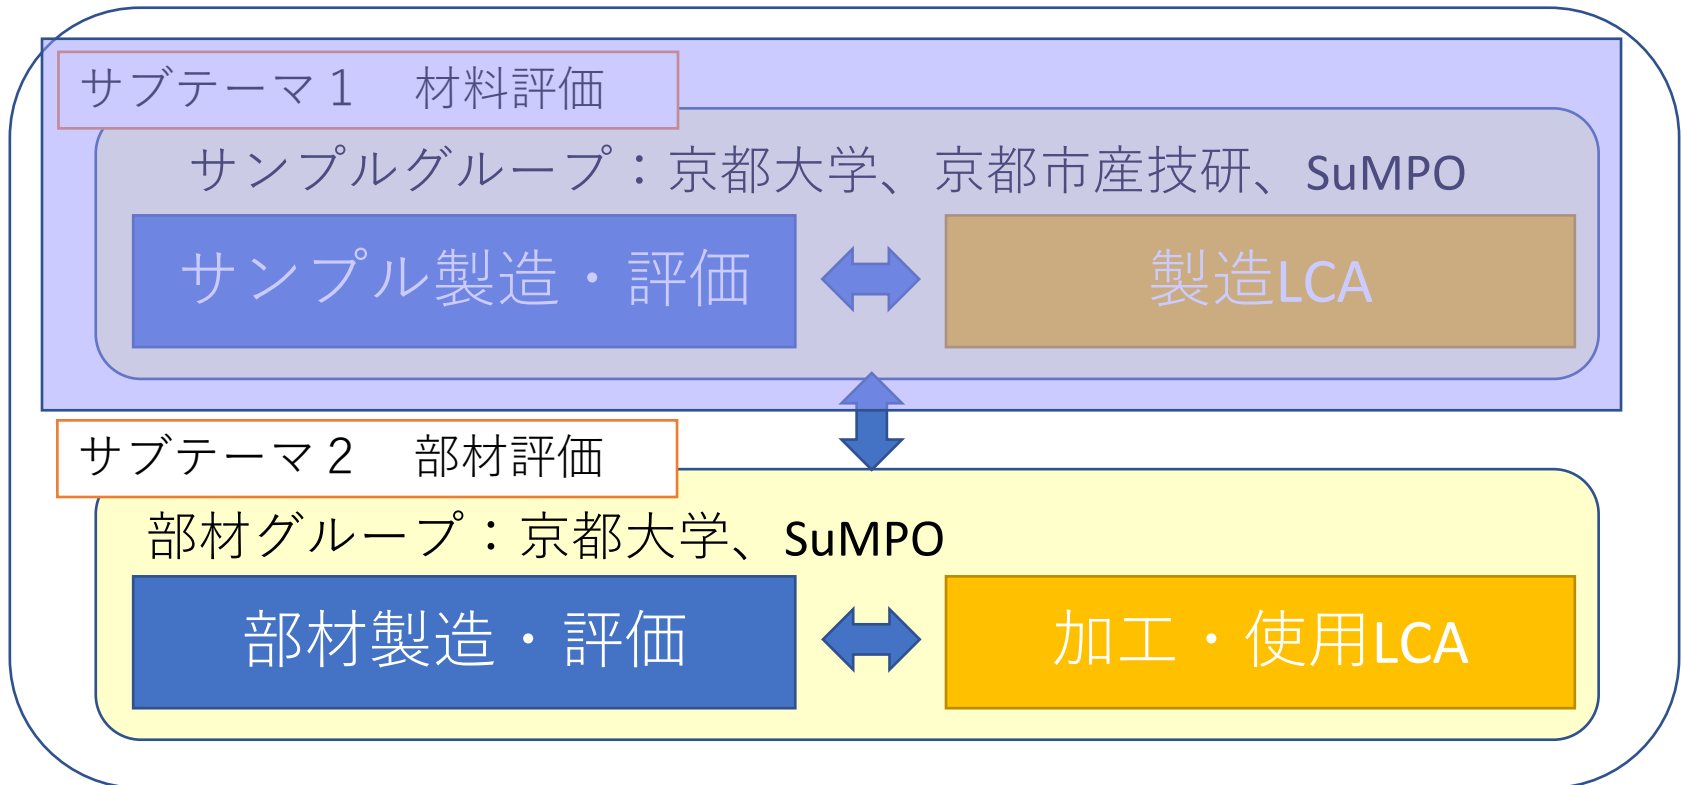 サブテーマ１　材料評価
サンプルグループ：京都大学、京都市産技研、SuMPO
サンプル製造・評価
製造LCA
サブテーマ２　部材評価
部材グループ：京都大学、SuMPO
部材製造・評価
加工・使用LCA